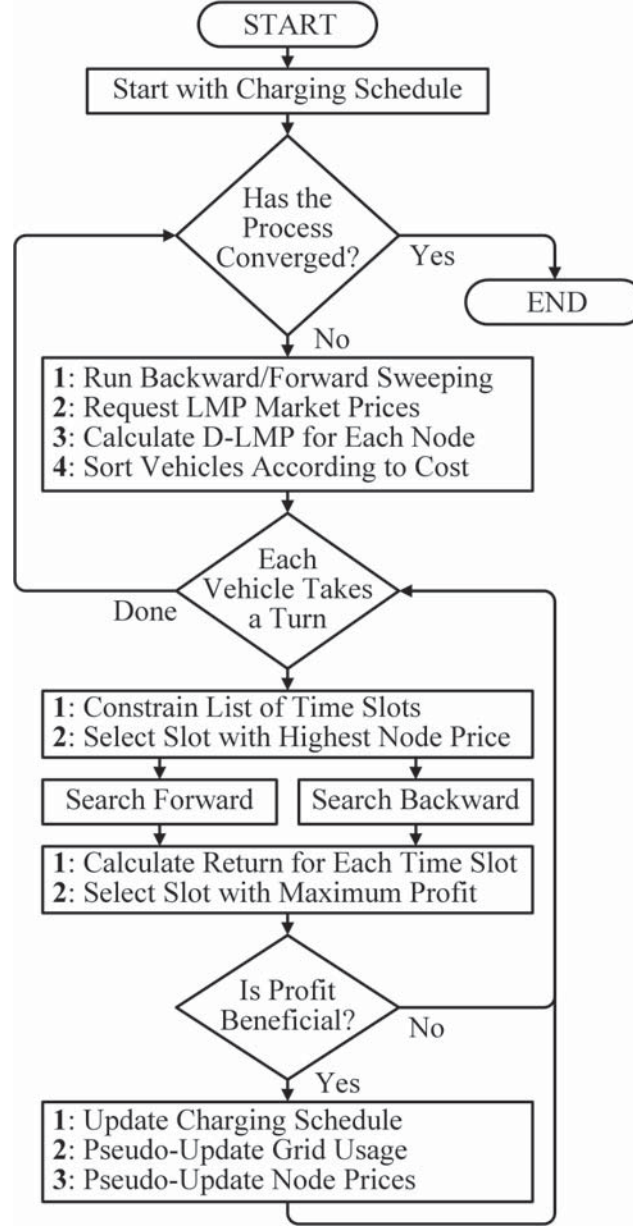 START
Start with Charging Schedule
Has the
Process
Converged?
Yes
END
No
1: Run Backward/Forward Sweeping
2: Request LMP Market Prices
3: Calculate D-LMP for Each Node
4: Sort Vehicles According to Cost
Each
Vehicle Takes
a Turn
Done
1: Constrain List of Time Slots
2: Select Slot with Highest Node Price
Search Forward
Search Backward
1: Calculate Return for Each Time Slot
2: Select Slot with Maximum Profit
Is Profit
Beneficial?
No
Yes
1: Update Charging Schedule
2: Pseudo-Update Grid Usage
3: Pseudo-Update Node Prices